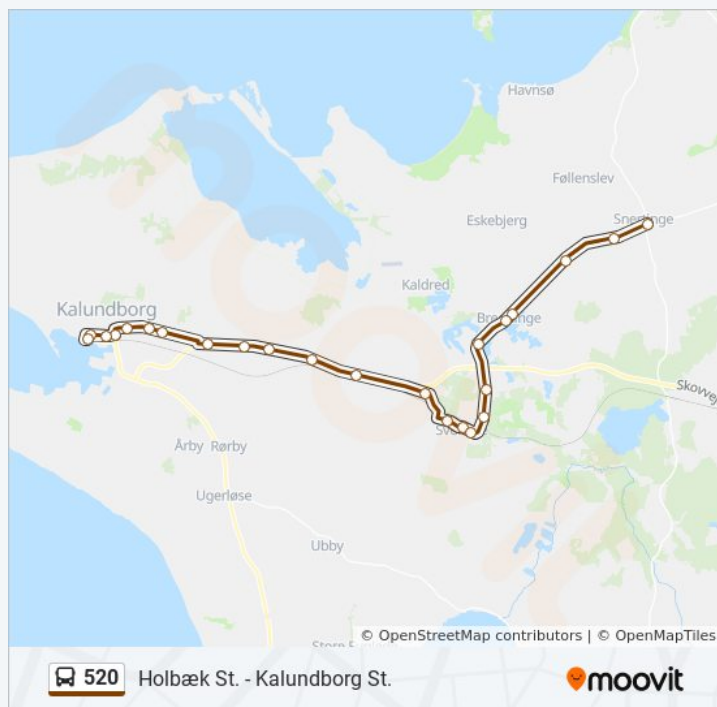 Havnsø
Føllenslev
Eskebjerg
Snertinge
Kaldred
Kalundborg
Bregninge
Skovvej
Svebølle
Årby Rørby
Ugerløse
Ubby
Store F
© OpenStreetMap contributors | © OpenMapTiles
520 Holbæk St. - Kalundborg St.
moovit